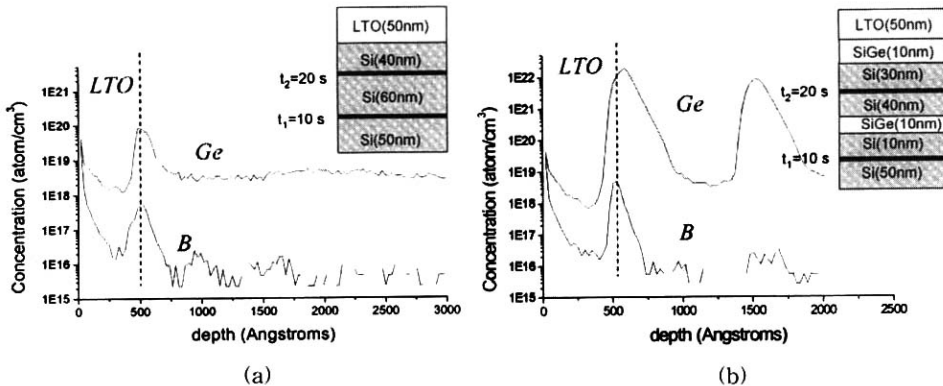 LTO(50nm)
Si(40nm)
t₂=20 s
Si(60nm)
t₁=10 s
Si(50nm)
LTO
Ge
B
1E21
1E20
1E19
1E18
1E17
1E16
1E15
Concentration (atom/cm³)
0 500 1000 1500 2000 2500 3000
depth (Angstroms)
(a)
LTO(50nm)
SiGe(10nm)
Si(30nm)
t₂=20 s
Si(40nm)
SiGe(10nm)
Si(10nm)
t₁=10 s
Si(50nm)
LTO
Ge
B
1E22
1E21
1E20
1E19
1E18
1E17
1E16
1E15
Concentration (atom/cm³)
0 500 1000 1500 2000 2500
depth (Angstroms)
(b)